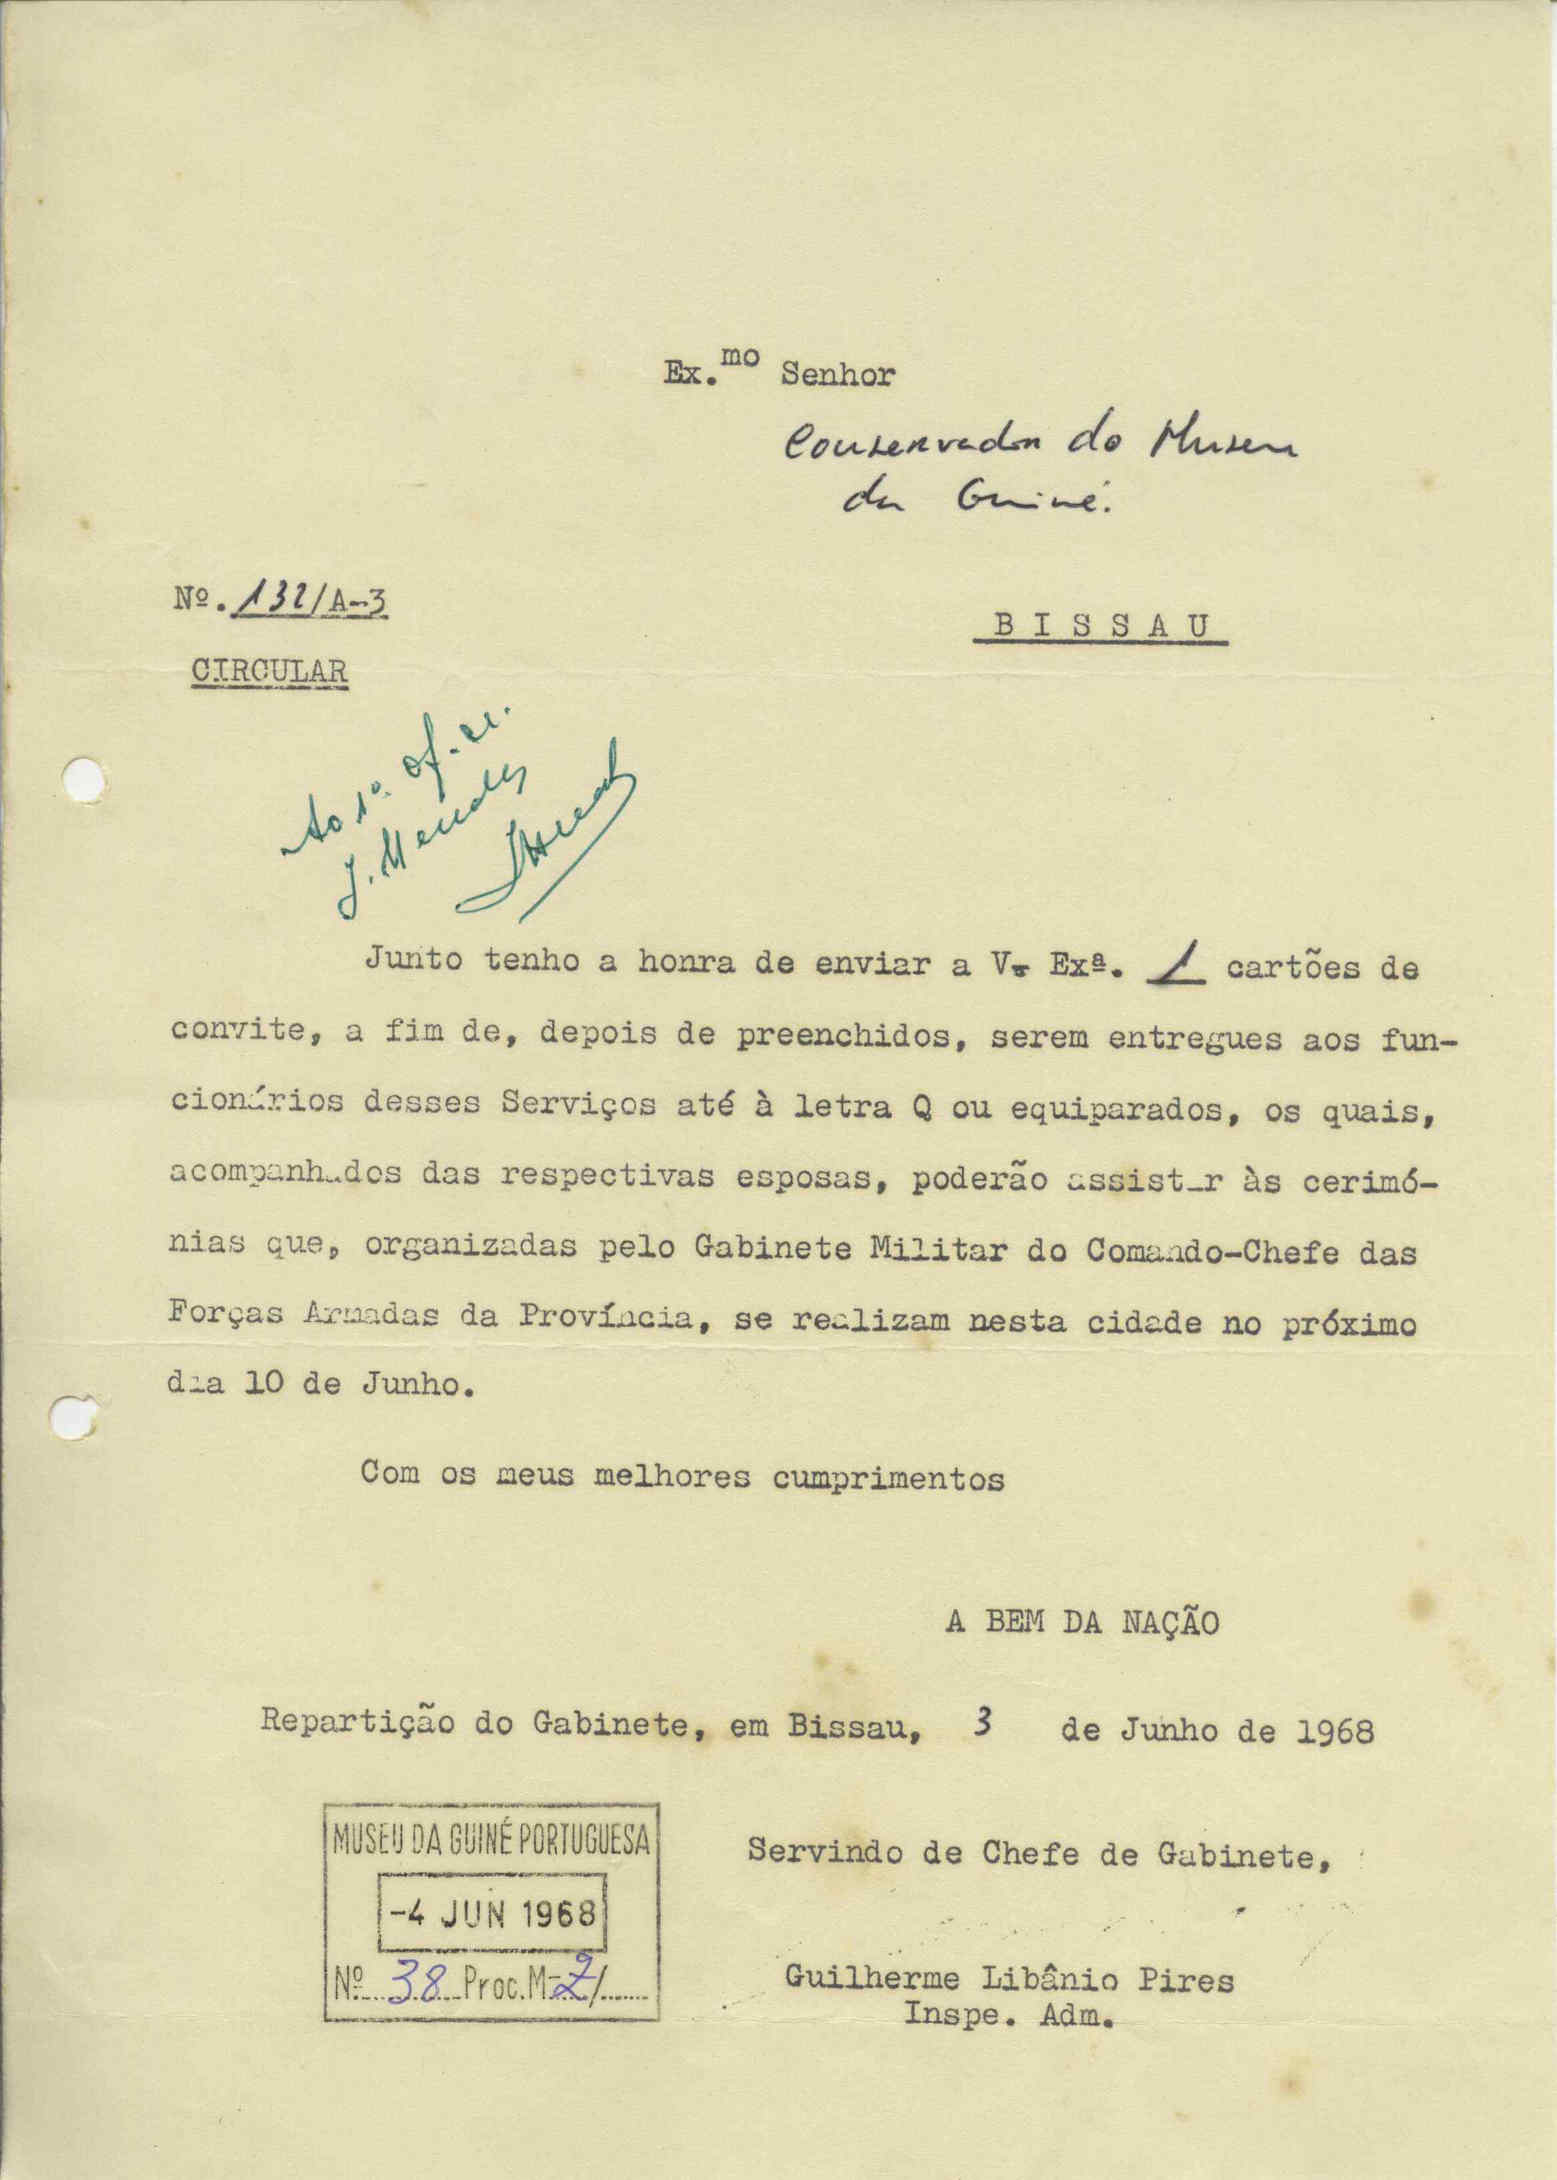 Ex.mo Senhor
Conservador do Museu
da Guiné.
Nº. 132/A-3
BISSAU
CIRCULAR
Ao 1º. of.
J. Mendes
Junto tenho a honra de enviar a V. Exª. 1 cartões de
convite, a fim de, depois de preenchidos, serem entregues aos fun-
cionários desses Serviços até à letra Q ou equiparados, os quais,
acompanhados das respectivas esposas, poderão assistir às cerimó-
nias que, organizadas pelo Gabinete Militar do Comando-Chefe das
Forças Armadas da Província, se realizam nesta cidade no próximo
dia 10 de Junho.
Com os meus melhores cumprimentos
A BEM DA NAÇÃO
Repartição do Gabinete, em Bissau, 3 de Junho de 1968
MUSEU DA GUINÉ PORTUGUESA
-4 JUN 1968
Nº 38 Proc. M-2/
Servindo de Chefe de Gabinete,
Guilherme Libânio Pires
Inspe. Adm.